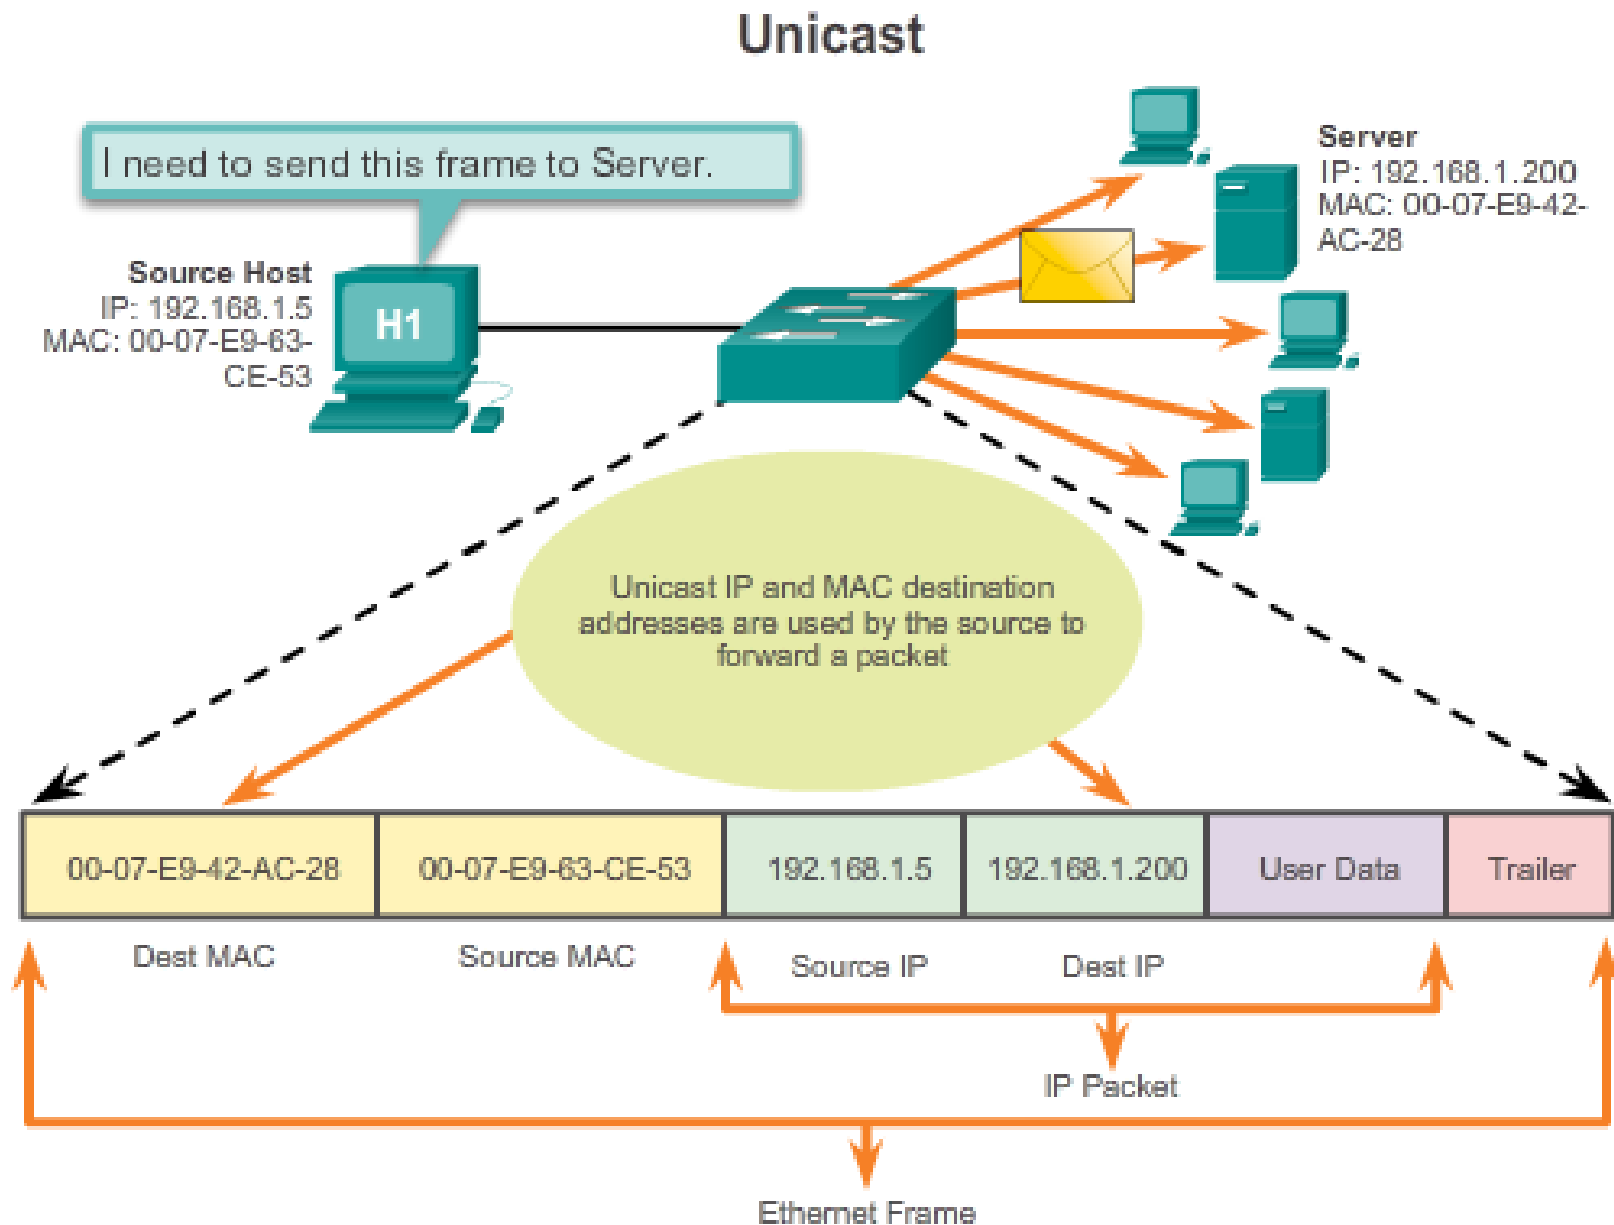 Unicast
I need to send this frame to Server.
Server
IP: 192.168.1.200
MAC: 00-07-E9-42-
AC-28
Source Host
IP: 192.168.1.5
MAC: 00-07-E9-63-
CE-53
H1
Unicast IP and MAC destination
addresses are used by the source to
forward a packet
00-07-E9-42-AC-28 00-07-E9-63-CE-53 192.168.1.5 192.168.1.200 User Data Trailer
Dest MAC Source MAC Source IP Dest IP
IP Packet
Ethernet Frame